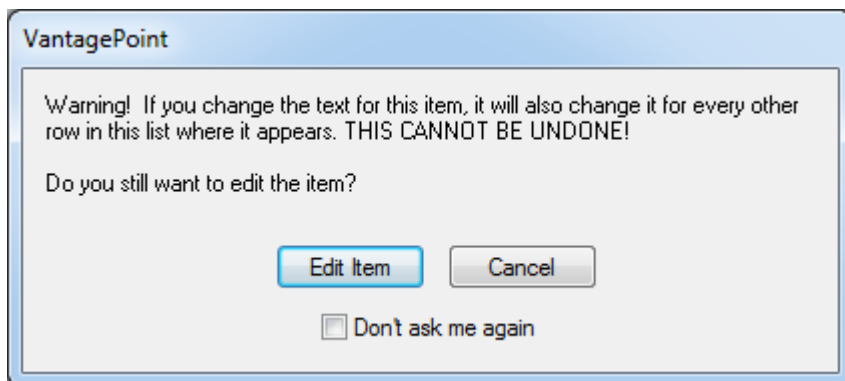 VantagePoint
Warning!  If you change the text for this item, it will also change it for every other
row in this list where it appears. THIS CANNOT BE UNDONE!
Do you still want to edit the item?
Edit Item
Cancel
Don't ask me again